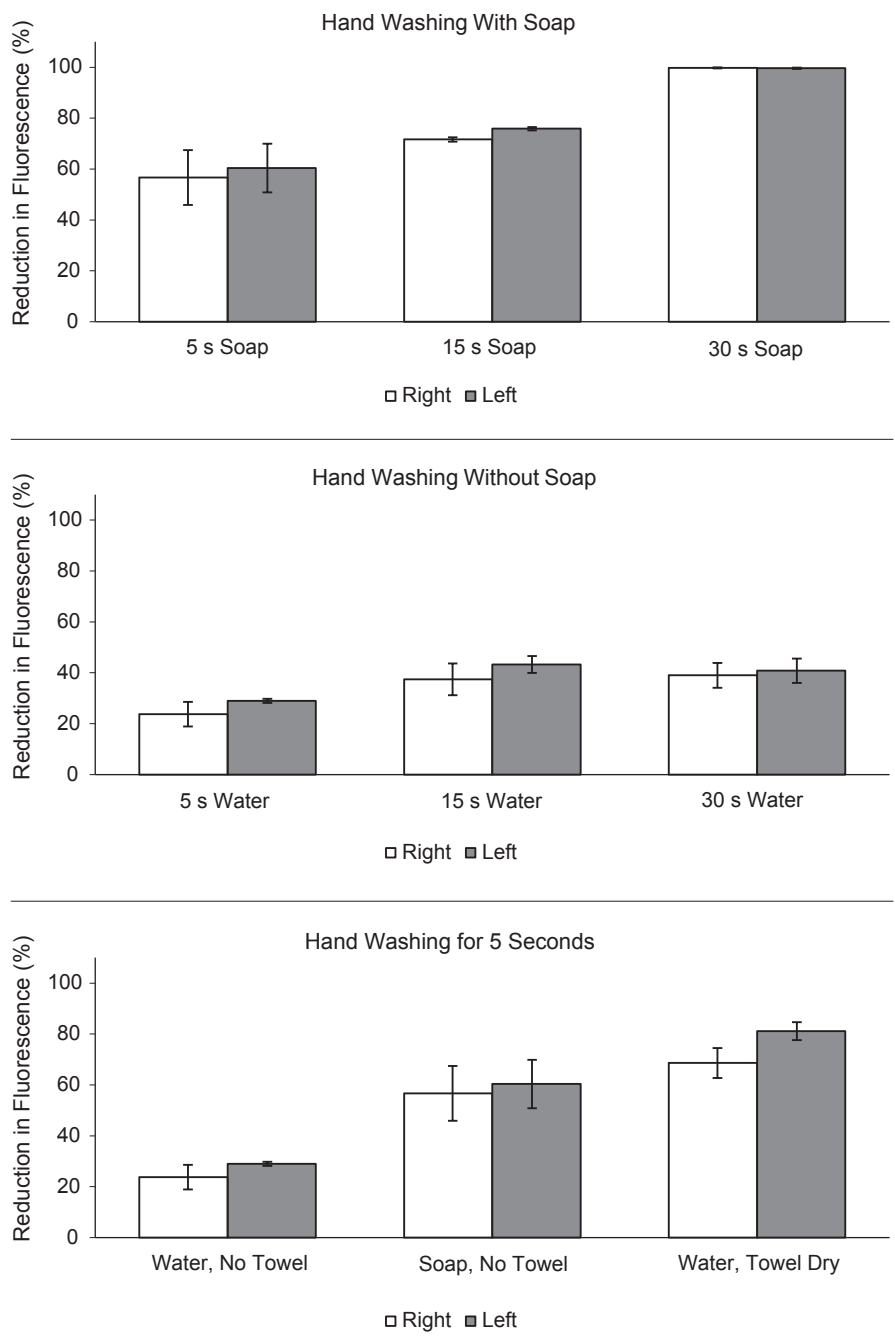 Hand Washing With Soap
Reduction in Fluorescence (%)
100
80
60
40
20
0
5 s Soap 15 s Soap 30 s Soap
Right Left
Hand Washing Without Soap
Reduction in Fluorescence (%)
100
80
60
40
20
0
5 s Water 15 s Water 30 s Water
Right Left
Hand Washing for 5 Seconds
Reduction in Fluorescence (%)
100
80
60
40
20
0
Water, No Towel Soap, No Towel Water, Towel Dry
Right Left